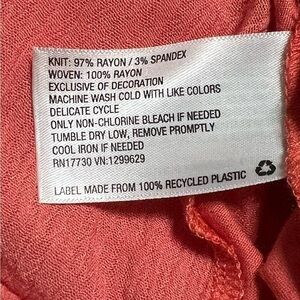 KNIT: 97% RAYON / 3% SPANDEX
WOVEN: 100% RAYON
EXCLUSIVE OF DECORATION
MACHINE WASH COLD WITH LIKE COLORS
DELICATE CYCLE
ONLY NON-CHLORINE BLEACH IF NEEDED
TUMBLE DRY LOW, REMOVE PROMPTLY
COOL IRON IF NEEDED
RN17730 VN:1299629
LABEL MADE FROM 100% RECYCLED PLASTIC